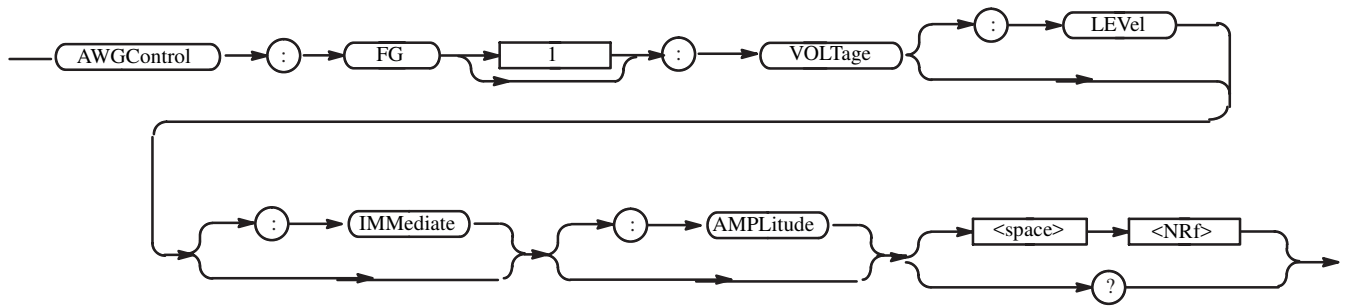 AWGControl : FG 1 : VOLTage : LEVel
: IMMediate : AMPLitude <space> <NRf>
?